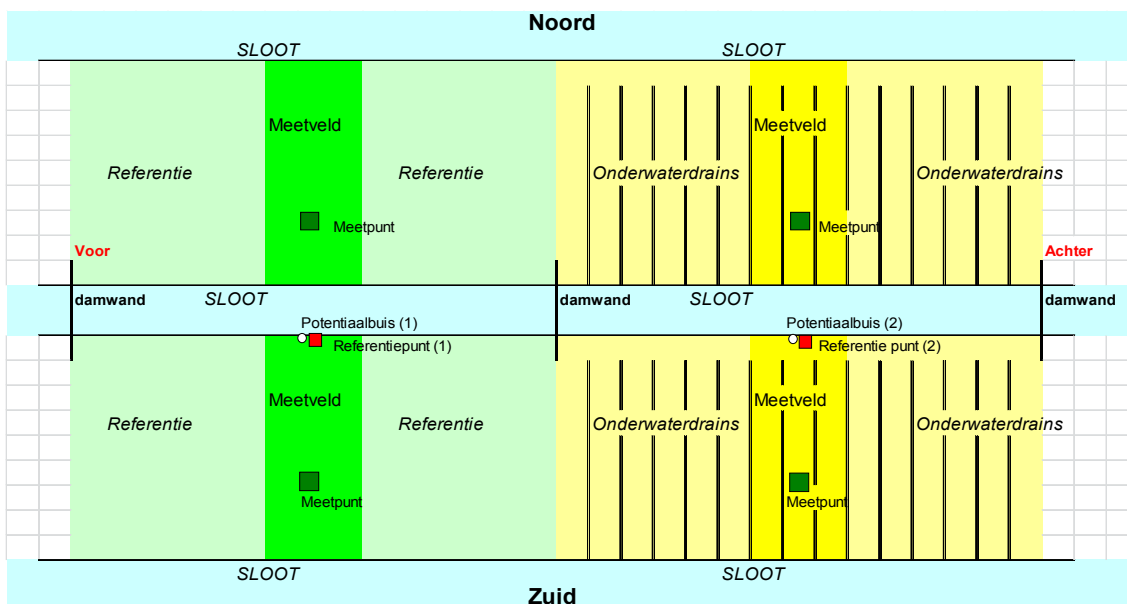 Noord
SLOOT SLOOT
Meetveld Meetveld
Referentie Referentie Onderwaterdrains Onderwaterdrains
Meetpunt Meetpunt
Voor Achter
damwand SLOOT damwand SLOOT damwand
Potentiaalbuis (1) Potentiaalbuis (2)
Referentiepunt (1) Referentie punt (2)
Meetveld Meetveld
Referentie Referentie Onderwaterdrains Onderwaterdrains
Meetpunt Meetpunt
SLOOT SLOOT
Zuid